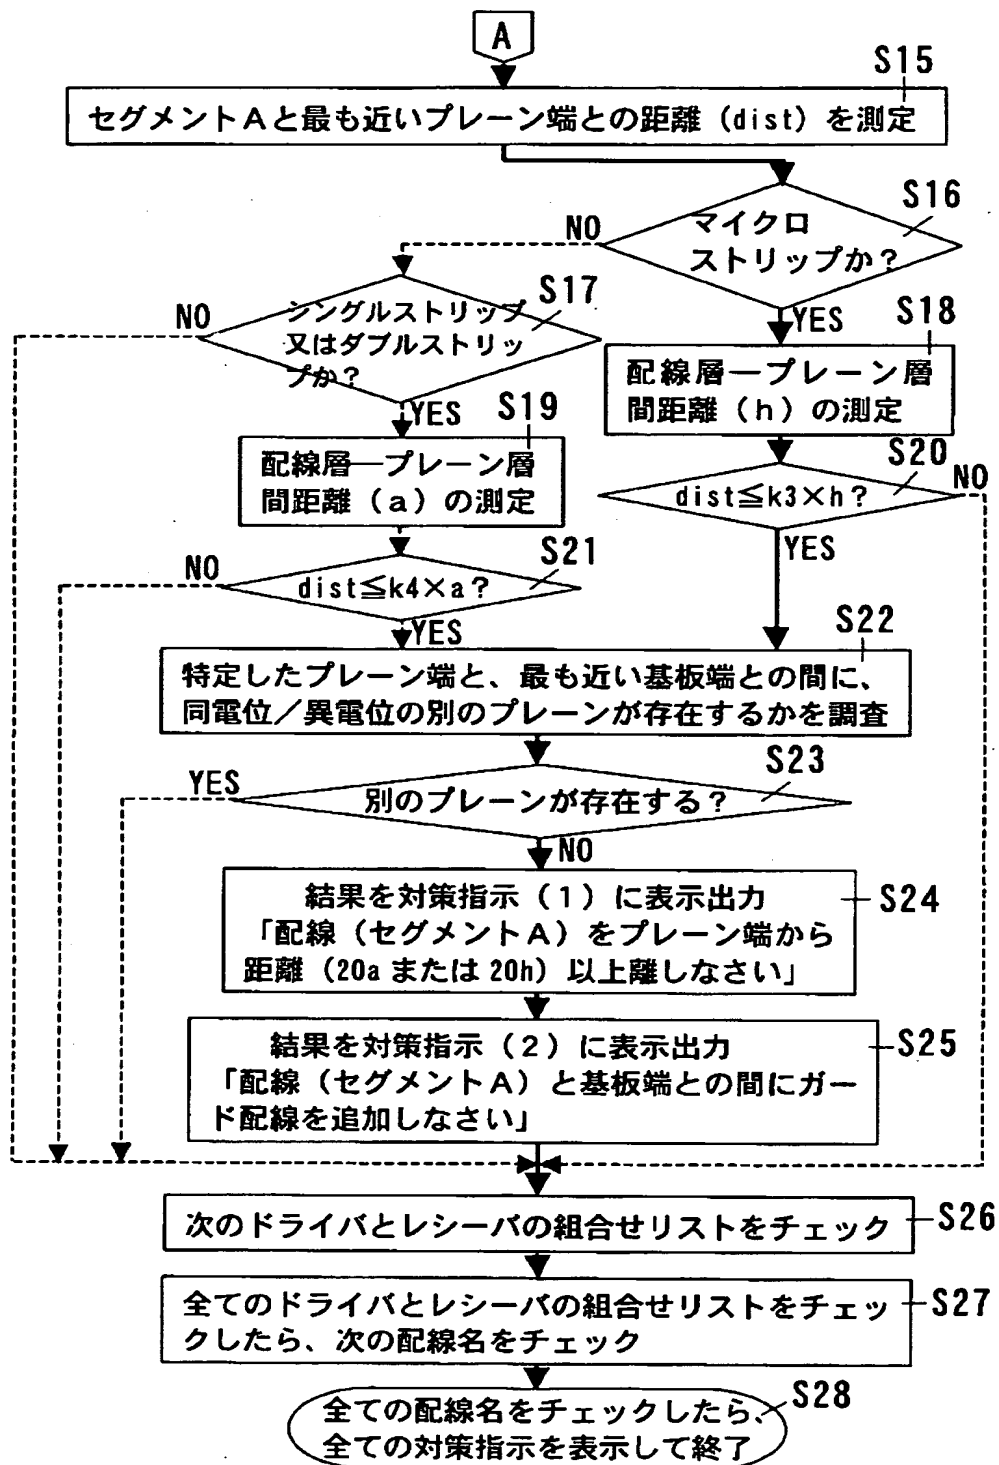 A
S15
セグメントAと最も近いプレーン端との距離(dist)を測定
S16
マイクロ
ストリップか?
NO
YES
S17
シングルストリップ
又はダブルストリッ
プか?
NO
YES
S18
配線層―プレーン層
間距離(h)の測定
S19
配線層―プレーン層
間距離(a)の測定
S20
dist≦k3×h?
NO
YES
S21
dist≦k4×a?
NO
YES
S22
特定したプレーン端と、最も近い基板端との間に、
同電位/異電位の別のプレーンが存在するかを調査
S23
別のプレーンが存在する?
YES
NO
S24
結果を対策指示(1)に表示出力
「配線(セグメントA)をプレーン端から
距離(20aまたは20h)以上離しなさい」
S25
結果を対策指示(2)に表示出力
「配線(セグメントA)と基板端との間にガー
ド配線を追加しなさい」
次のドライバとレシーバの組合せリストをチェック
S26
全てのドライバとレシーバの組合せリストをチェッ
クしたら、次の配線名をチェック
S27
S28
全ての配線名をチェックしたら、
全ての対策指示を表示して終了